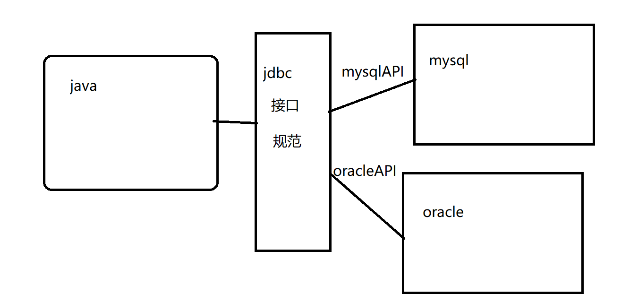 java
jdbc
接口
规范
mysqlAPI
mysql
oracleAPI
oracle